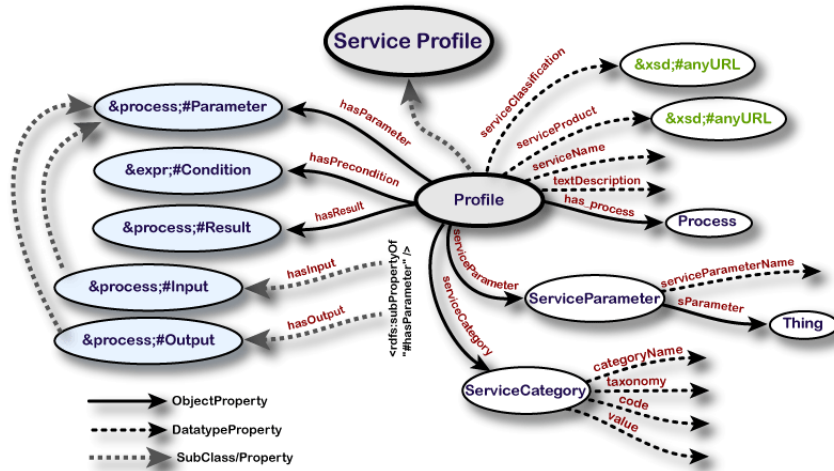 Service Profile
&process;#Parameter
&expr;#Condition
&process;#Result
&process;#Input
&process;#Output
hasParameter
hasPrecondition
hasResult
hasInput
hasOutput
<rdfs:subPropertyOf
"#hasParameter" />
Profile
serviceClassification
&xsd;#anyURL
serviceProduct
&xsd;#anyURL
serviceName
textDescription
has_process
Process
serviceParameter
ServiceParameter
serviceParameterName
sParameter
Thing
serviceCategory
ServiceCategory
categoryName
taxonomy
code
value
ObjectProperty
DatatypeProperty
SubClass/Property